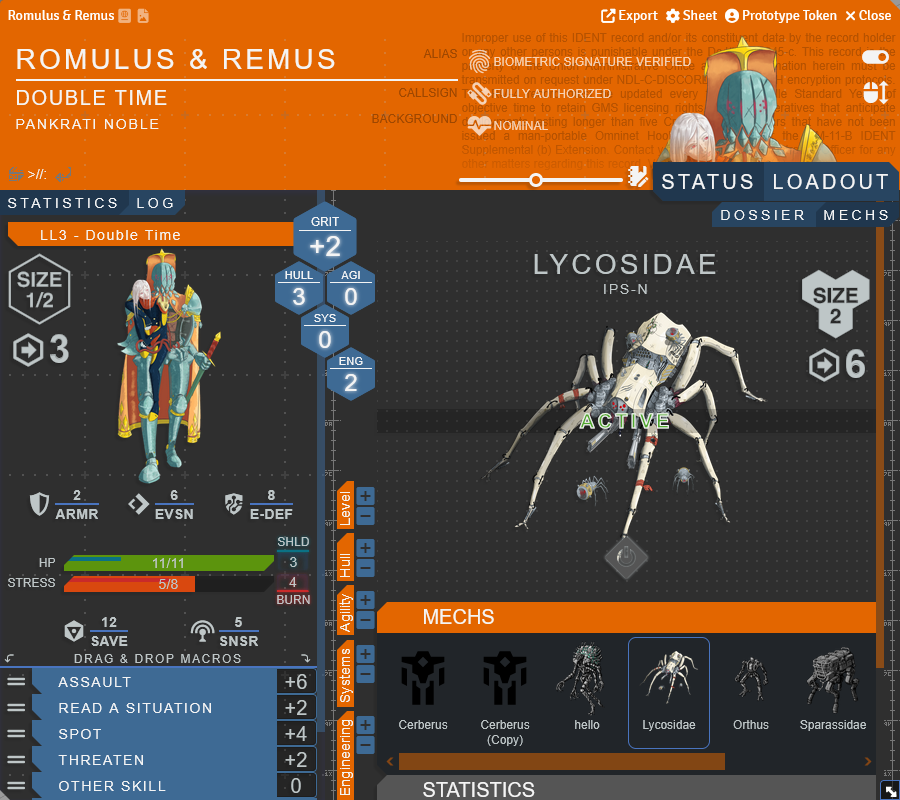 Romulus & Remus
Export
Sheet
Prototype Token
Close
ROMULUS & REMUS
DOUBLE TIME
PANKRATI NOBLE
ALIAS
CALLSIGN
BACKGROUND
BIOMETRIC SIGNATURE VERIFIED
FULLY AUTHORIZED
NOMINAL
>//:
STATUS
LOADOUT
STATISTICS
LOG
DOSSIER
MECHS
LL3 - Double Time
GRIT
+2
HULL
3
AGI
0
SYS
0
ENG
2
SIZE
1/2
3
LYCOSIDAE
IPS-N
SIZE
2
6
ACTIVE
2
ARMR
6
EVSN
8
E-DEF
HP
11/11
SHLD
3
STRESS
5/8
4
BURN
12
SAVE
5
SNSR
DRAG & DROP MACROS
ASSAULT
+6
READ A SITUATION
+2
SPOT
+4
THREATEN
+2
OTHER SKILL
0
Level
+
−
Hull
+
−
Agility
+
−
Systems
+
−
Engineering
+
−
MECHS
Cerberus
Cerberus
(Copy)
hello
Lycosidae
Orthus
Sparassidae
STATISTICS